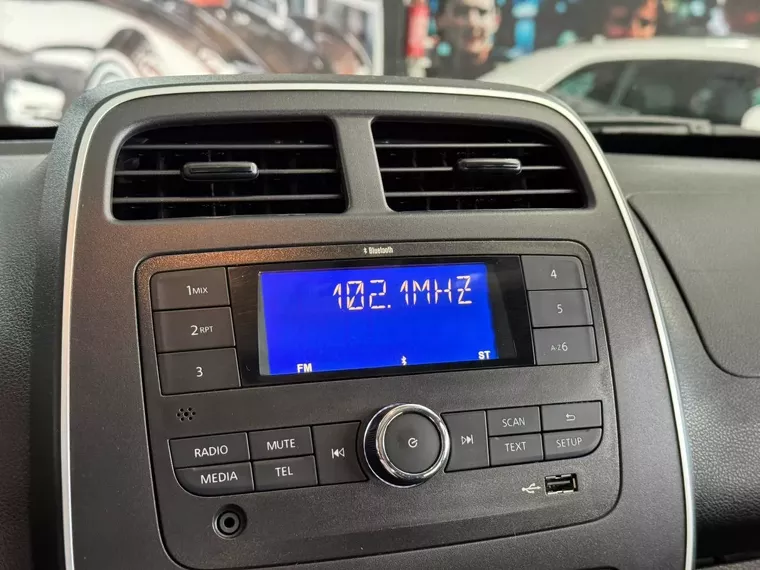 Bluetooth
1MIX
2RPT
3
102.1MHZ
FM
ST
4
5
A-Z6
RADIO
MUTE
MEDIA
TEL
SCAN
TEXT
SETUP